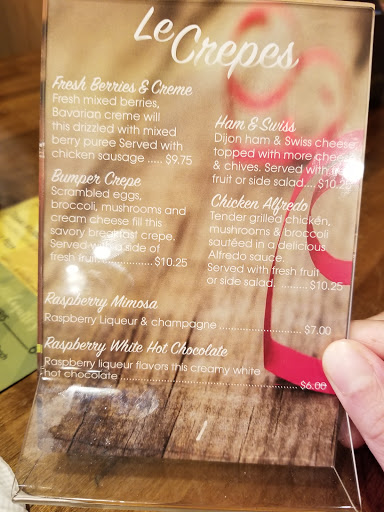 Le Crepes
Fresh Berries & Creme
Fresh mixed berries,
Bavarian creme will
this drizzled with mixed
berry puree Served with
chicken sausage ..... $9.75
Bumper Crepe
Scrambled eggs,
broccoli, mushrooms and
cream cheese fill this
savory breakfast crepe.
Served with a side of
fresh fruit ................. $10.25
Ham & Swiss
Dijon ham & Swiss cheese
topped with more cheese
& chives. Served with fresh
fruit or side salad.... $10.25
Chicken Alfredo
Tender grilled chicken,
mushrooms & broccoli
sautéed in a delicious
Alfredo sauce.
Served with fresh fruit
or side salad. .......... $10.25
Raspberry Mimosa
Raspberry Liqueur & champagne ........................ $7.00
Raspberry White Hot Chocolate
Raspberry liqueur flavors this creamy white
hot chocolate ................................................ $6.00